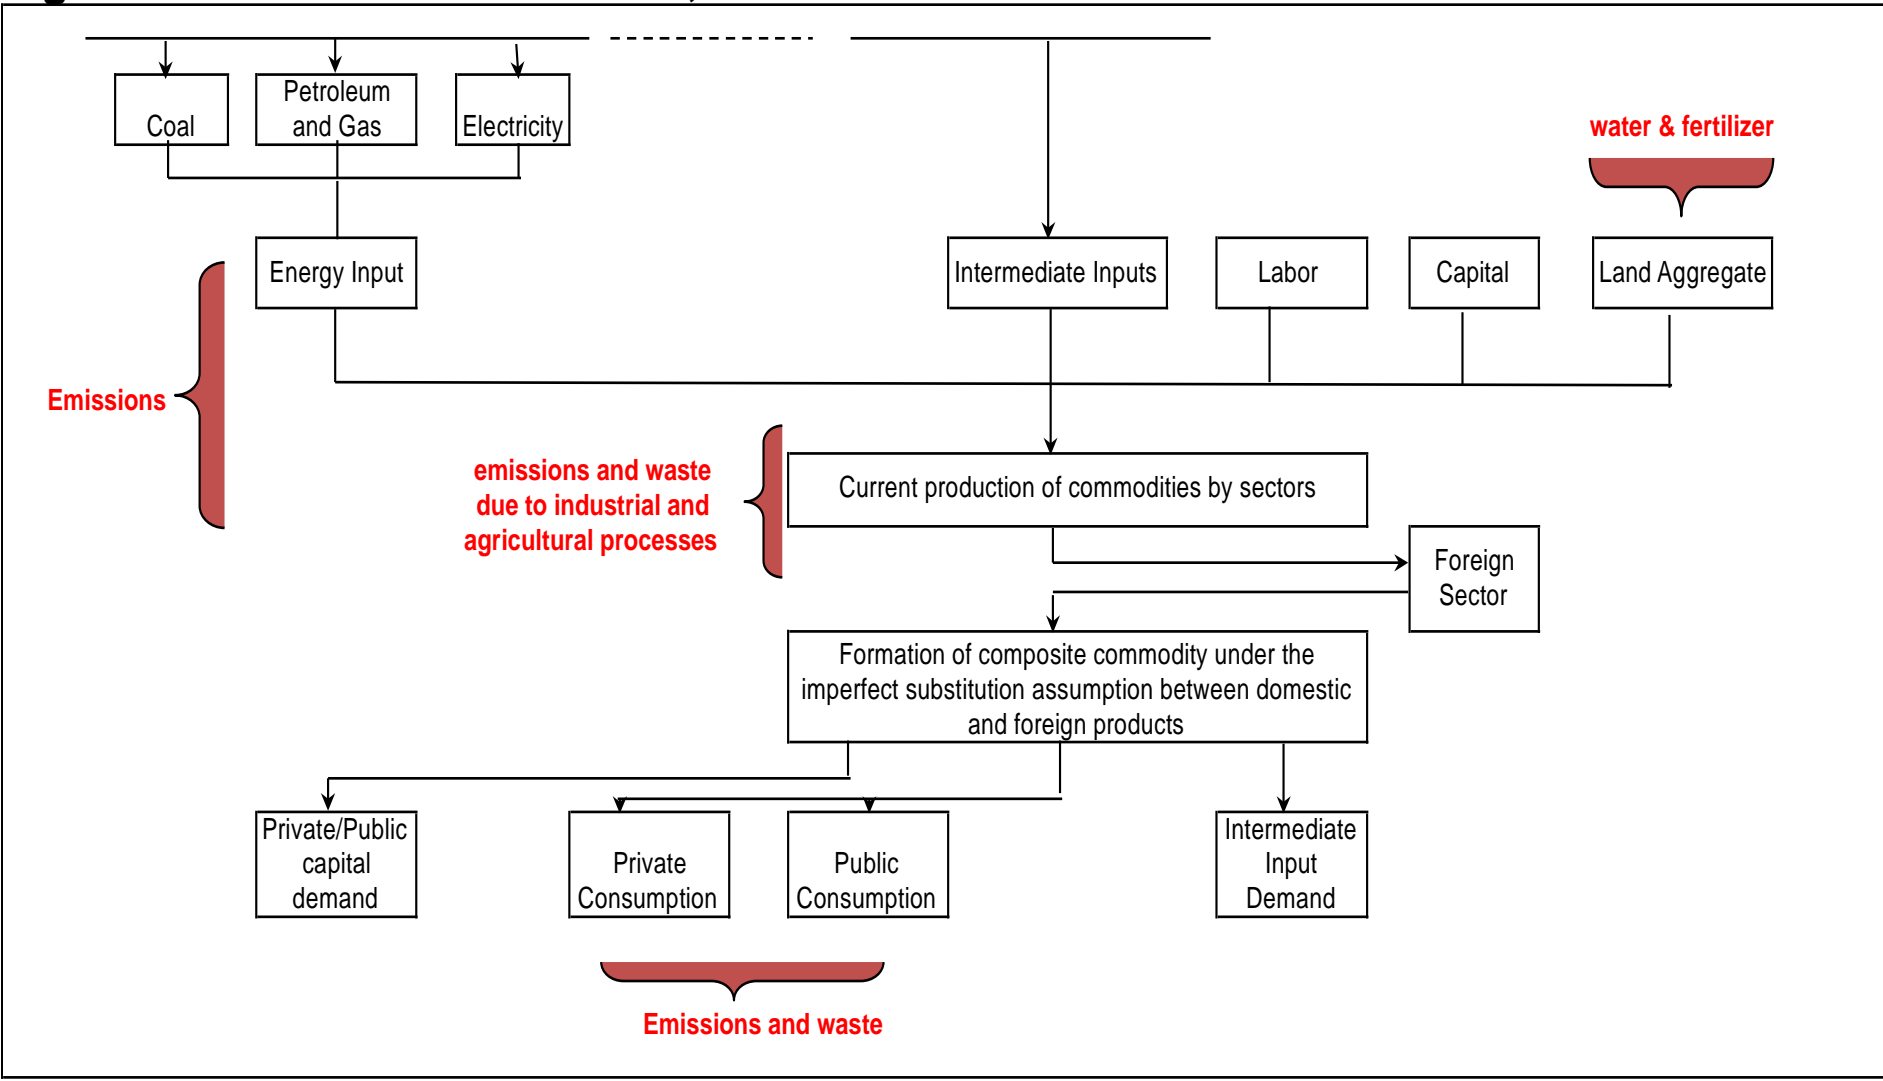 Petroleum
and Gas
Coal
Electricity
water & fertilizer
Energy Input
Intermediate Inputs
Labor
Capital
Land Aggregate
Emissions
emissions and waste
due to industrial and
agricultural processes
Current production of commodities by sectors
Foreign
Sector
Formation of composite commodity under the
imperfect substitution assumption between domestic
and foreign products
Private/Public
capital
demand
Private
Consumption
Public
Consumption
Intermediate
Input
Demand
Emissions and waste